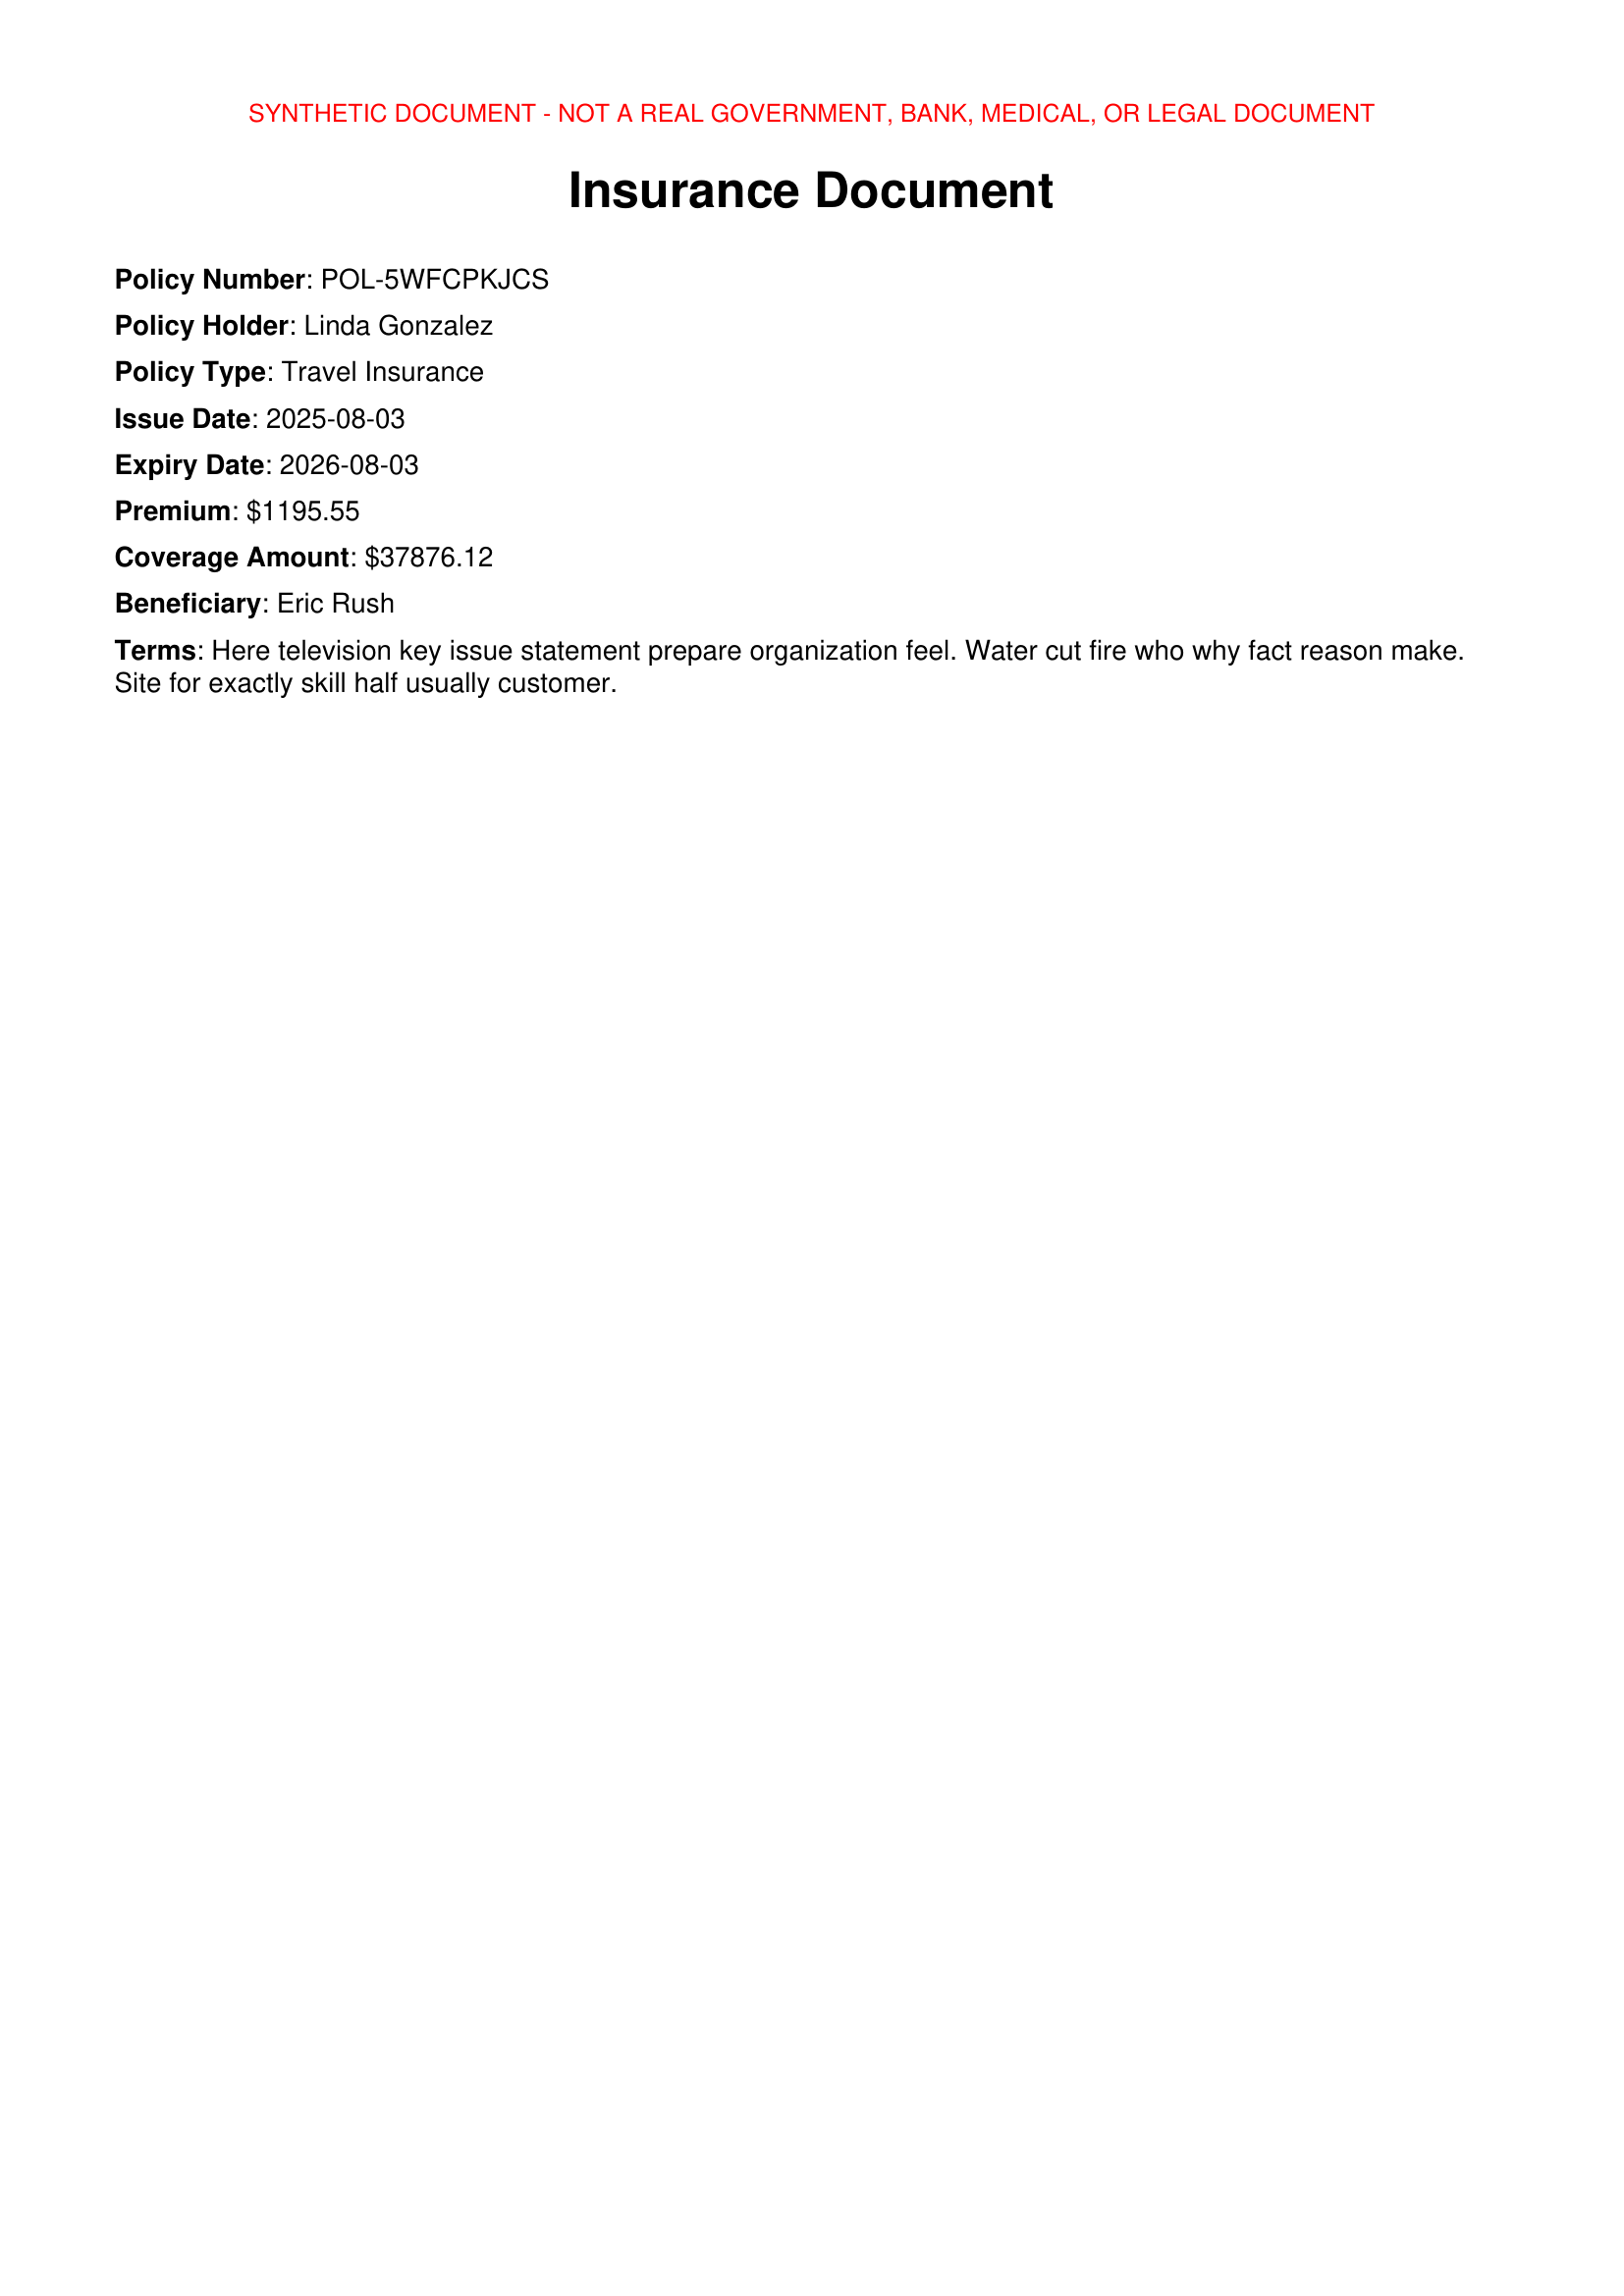 SYNTHETIC DOCUMENT - NOT A REAL GOVERNMENT, BANK, MEDICAL, OR LEGAL DOCUMENT
Insurance Document
Policy Number: POL-5WFCPKJCS
Policy Holder: Linda Gonzalez
Policy Type: Travel Insurance
Issue Date: 2025-08-03
Expiry Date: 2026-08-03
Premium: $1195.55
Coverage Amount: $37876.12
Beneficiary: Eric Rush
Terms: Here television key issue statement prepare organization feel. Water cut fire who why fact reason make.
Site for exactly skill half usually customer.